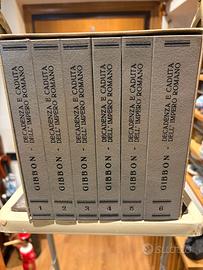 GIBBON - DECADENZA E CADUTA
DELL'IMPERO ROMANO
1
GIBBON - DECADENZA E CADUTA
DELL'IMPERO ROMANO
2
GIBBON - DECADENZA E CADUTA
DELL'IMPERO ROMANO
3
GIBBON - DECADENZA E CADUTA
DELL'IMPERO ROMANO
4
GIBBON - DECADENZA E CADUTA
DELL'IMPERO ROMANO
5
GIBBON - DECADENZA E CADUTA
DELL'IMPERO ROMANO
6
subito